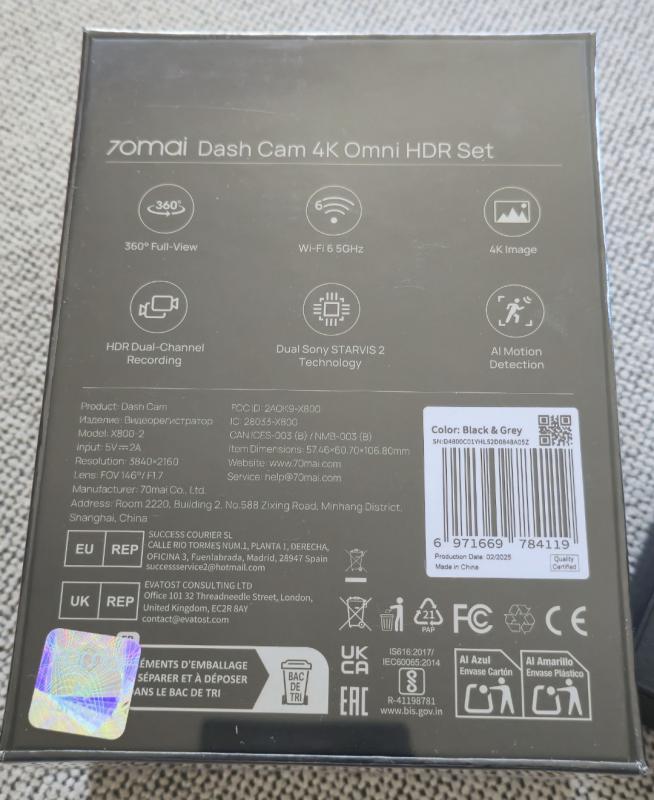 70mai Dash Cam 4K Omni HDR Set
360°
6
360° Full-View
Wi-Fi 6 5GHz
4K Image
HDR Dual-Channel
Recording
Dual Sony STARVIS 2
Technology
AI Motion
Detection
Product: Dash Cam
Изделие: Видеорегистратор
Model: X800-2
Input: 5V⎓2A
Resolution: 3840×2160
Lens: FOV 146°/ F1.7
Manufacturer: 70mai Co., Ltd.
Address: Room 2220, Building 2, No.588 Zixing Road, Minhang District,
Shanghai, China
FCC ID: 2AOK9-X800
IC: 28035-X800
CAN ICES-003 (B) / NMB-003 (B)
Item Dimensions: 57.46×60.70×106.80mm
Website: www.70mai.com
Service: help@70mai.com
Color: Black & Grey
SN:D4800C01YHLS2D0848A05Z
6 971669 784119
Production Date: 02/2025
Made in China
Quality
Certified
EU REP
SUCCESS COURIER SL
CALLE RIO TORMES NUM.1, PLANTA 1, DERECHA,
OFICINA 3, Fuenlabrada, Madrid, 28947 Spain
successservice2@hotmail.com
UK REP
EVATOST CONSULTING LTD
Office 101 32 Threadneedle Street, London,
United Kingdom, EC2R 8AY
contact@evatost.com
21
PAP
FC
CE
ÉMENTS D'EMBALLAGE
SÉPARER ET À DÉPOSER
ANS LE BAC DE TRI
BAC
DE
TRI
UK
CA
EAC
IS616:2017/
IEC60065:2014
R-41198781
www.bis.gov.in
Al Azul
Envase Cartón
Al Amarillo
Envase Plástico